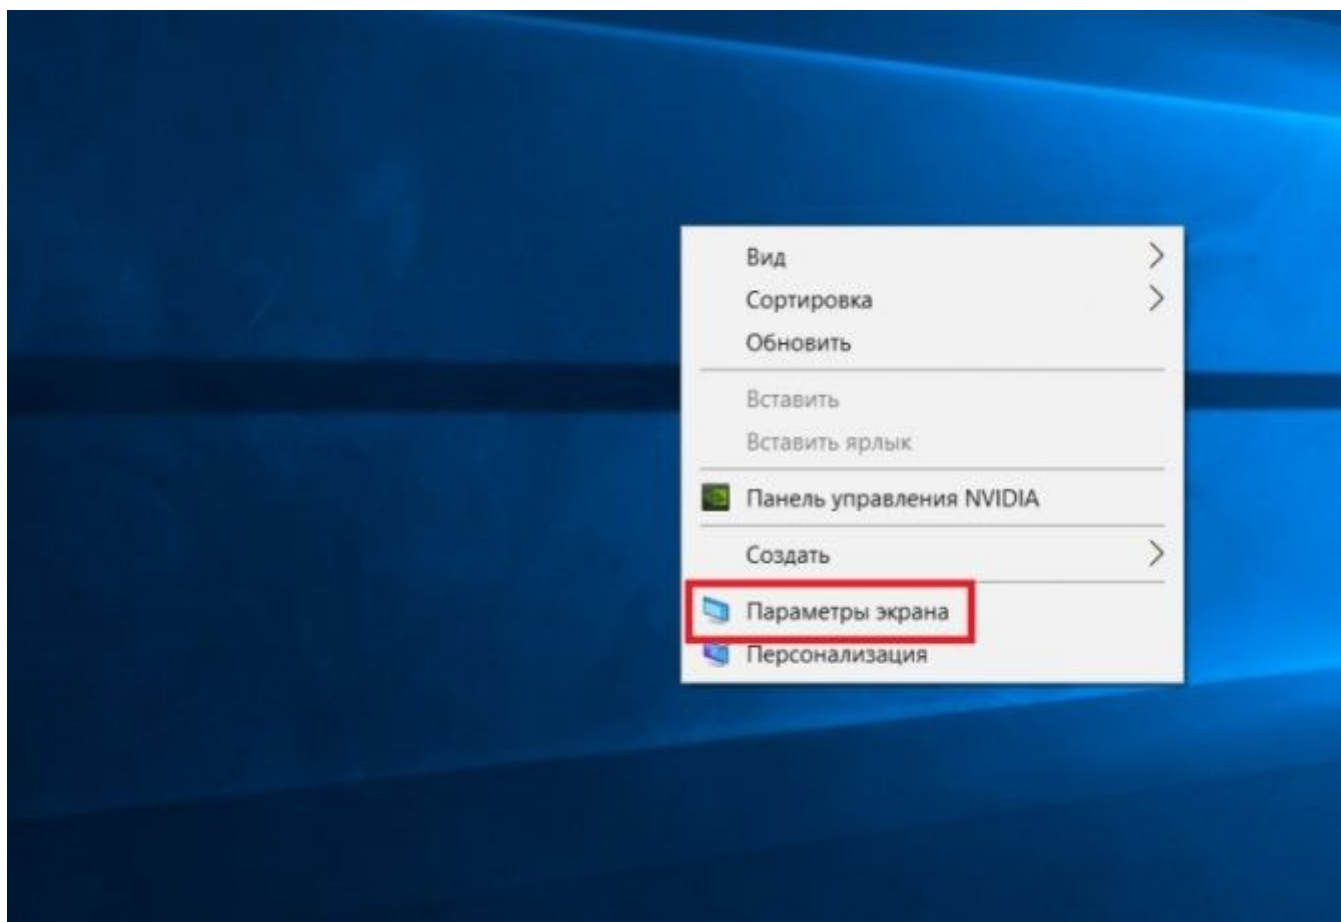 Вид
Сортировка
Обновить
Вставить
Вставить ярлык
Панель управления NVIDIA
Создать
Параметры экрана
Персонализация